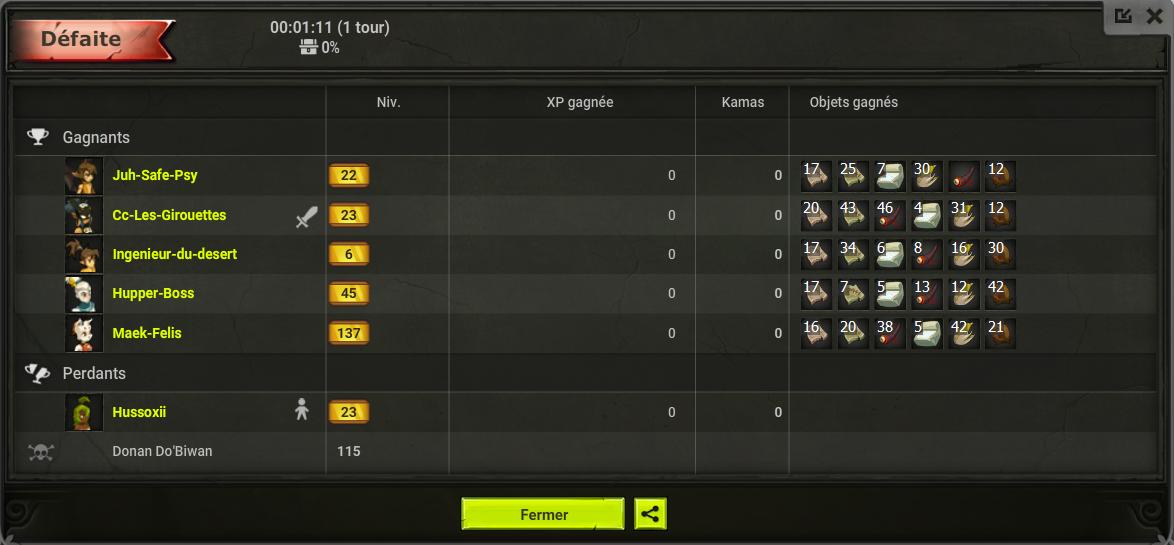 Défaite
00:01:11 (1 tour)
0%
Niv. XP gagnée Kamas Objets gagnés
Gagnants
Juh-Safe-Psy 22 0 0 17 25 7 30 12
Cc-Les-Girouettes 23 0 0 20 43 46 4 31 12
Ingenieur-du-desert 6 0 0 17 34 6 8 16 30
Hupper-Boss 45 0 0 17 7 5 13 12 42
Maek-Felis 137 0 0 16 20 38 5 42 21
Perdants
Hussoxii 23 0 0
Donan Do'Biwan 115
Fermer